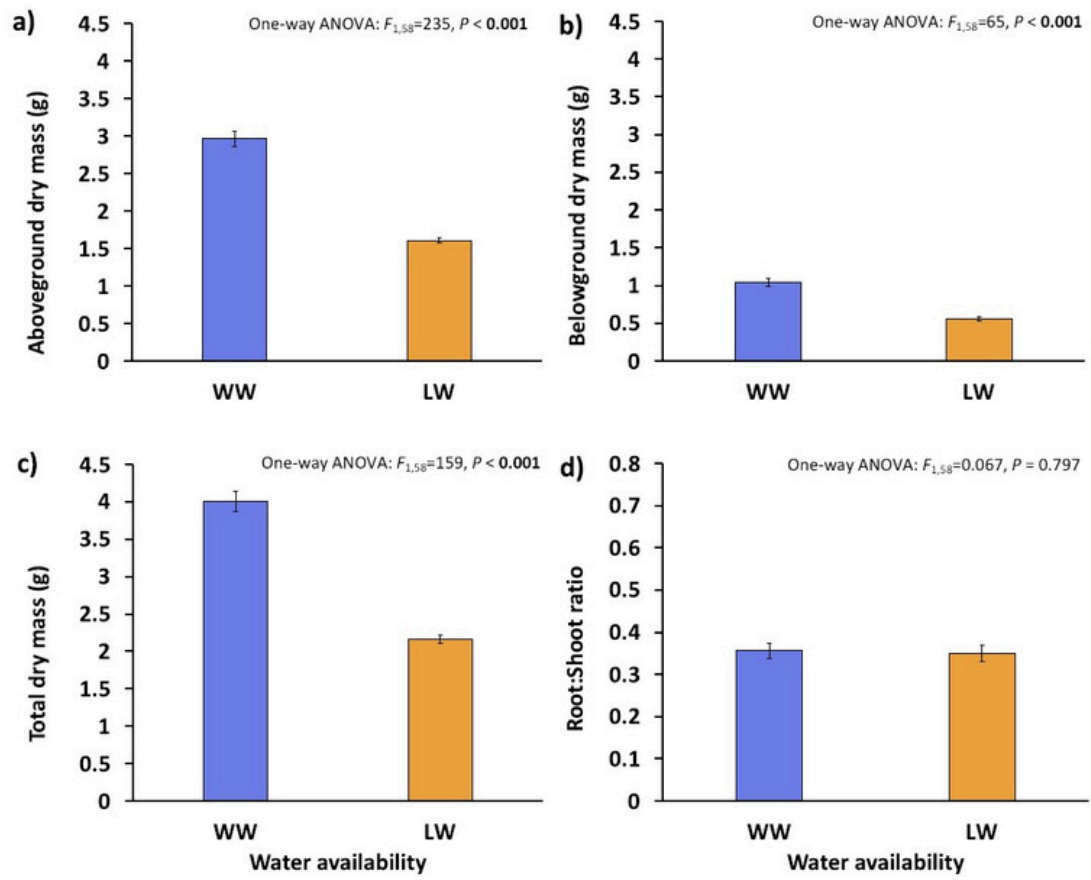 a)
One-way ANOVA: F1,58=235, P < 0.001
4.5
4
3.5
3
2.5
2
1.5
1
0.5
0
Aboveground dry mass (g)
WW LW
b)
One-way ANOVA: F1,58=65, P < 0.001
4.5
4
3.5
3
2.5
2
1.5
1
0.5
0
Belowground dry mass (g)
WW LW
c)
One-way ANOVA: F1,58=159, P < 0.001
4.5
4
3.5
3
2.5
2
1.5
1
0.5
0
Total dry mass (g)
WW LW
Water availability
d)
One-way ANOVA: F1,58=0.067, P = 0.797
0.8
0.7
0.6
0.5
0.4
0.3
0.2
0.1
0
Root:Shoot ratio
WW LW
Water availability